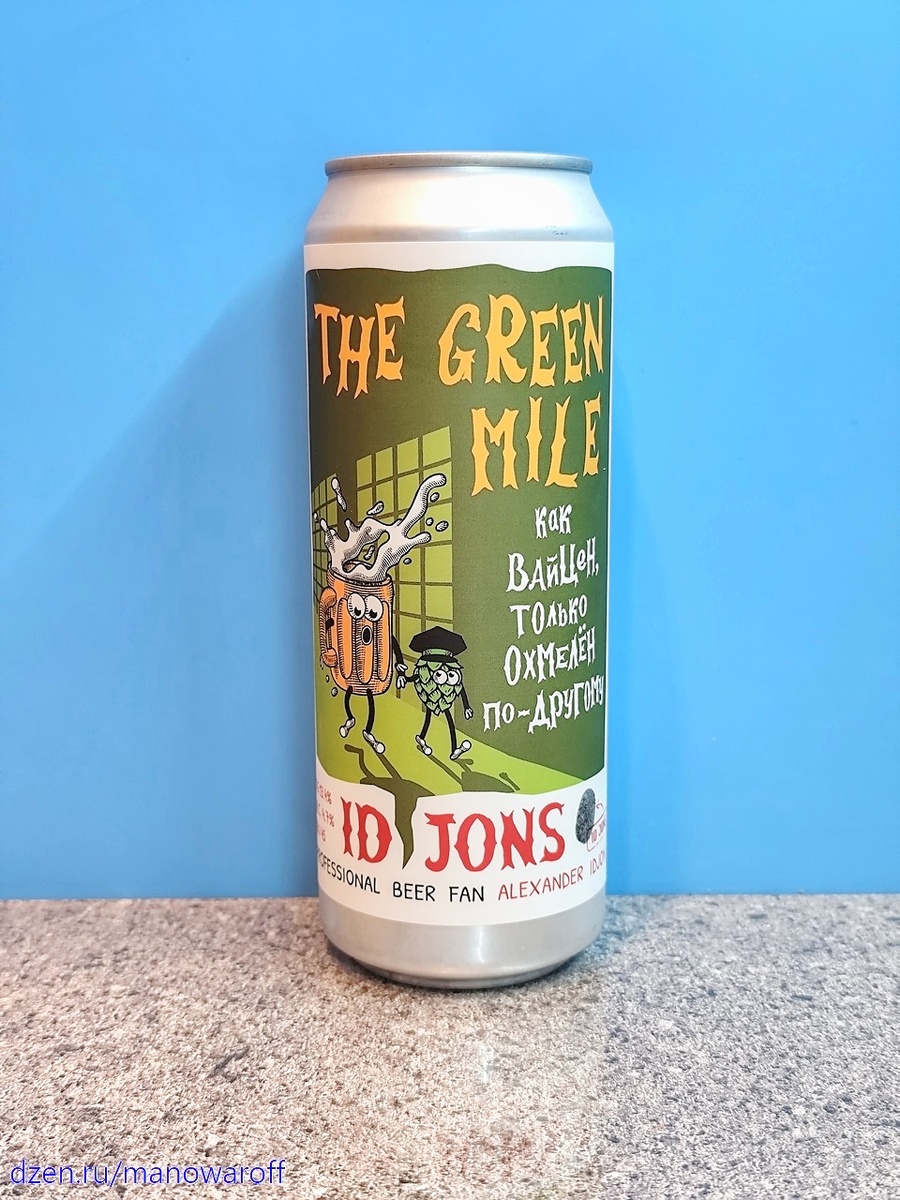 THE GREEN
MILE
как
Вайцен,
только
охмелён
по-другому
ID JONS
PROFESSIONAL BEER FAN ALEXANDER
dzen.ru/manowaroff